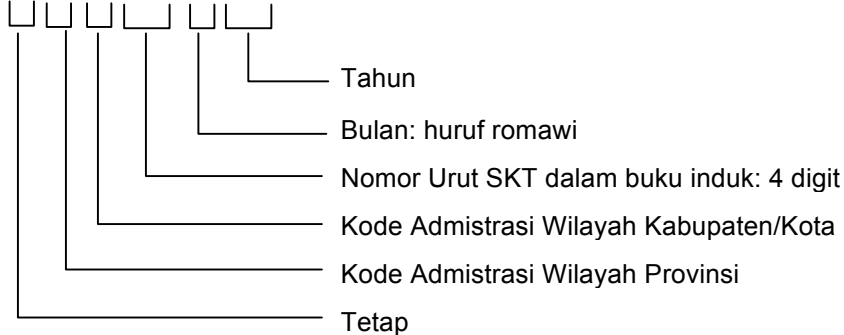 Tahun
Bulan: huruf romawi
Nomor Urut SKT dalam buku induk: 4 digit
Kode Admistrasi Wilayah Kabupaten/Kota
Kode Admistrasi Wilayah Provinsi
Tetap